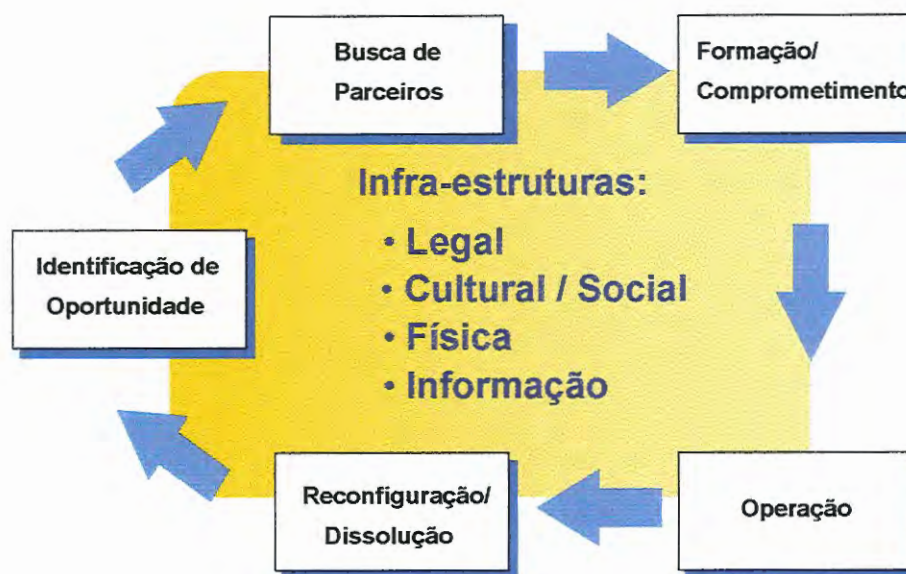 Busca de
Parceiros
Formação/
Comprometimento
Infra-estruturas:
• Legal
• Cultural / Social
• Física
• Informação
Identificação de
Oportunidade
Reconfiguração/
Dissolução
Operação